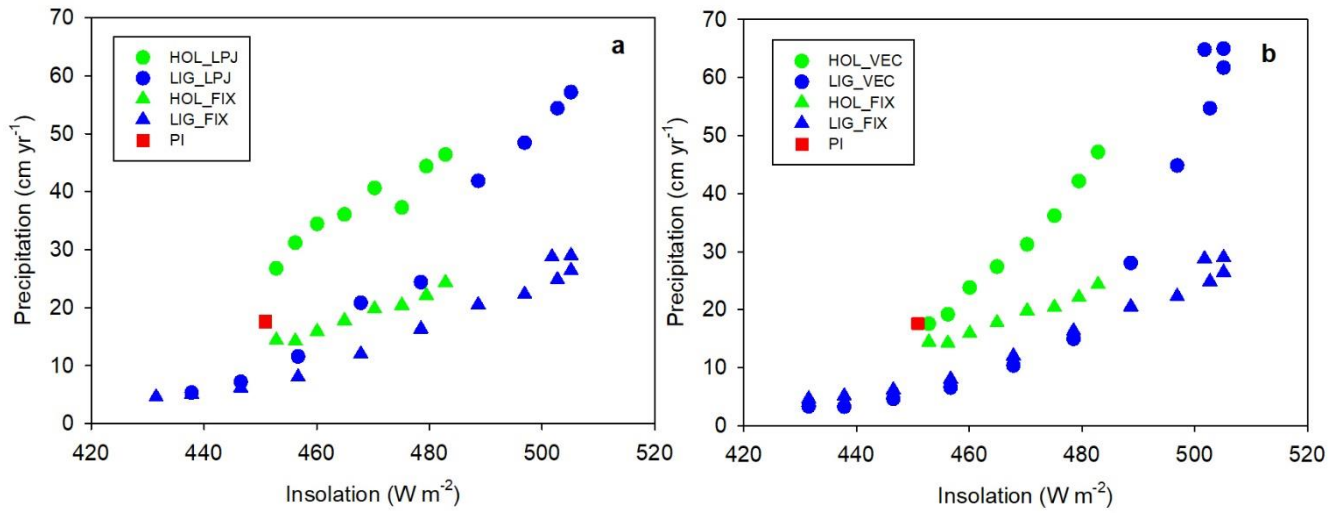 a
HOL_LPJ
LIG_LPJ
HOL_FIX
LIG_FIX
PI
Precipitation (cm yr⁻¹)
70
60
50
40
30
20
10
0
420 440 460 480 500 520
Insolation (W m⁻²)
b
HOL_VEC
LIG_VEC
HOL_FIX
LIG_FIX
PI
Precipitation (cm yr⁻¹)
70
60
50
40
30
20
10
0
420 440 460 480 500 520
Insolation (W m⁻²)